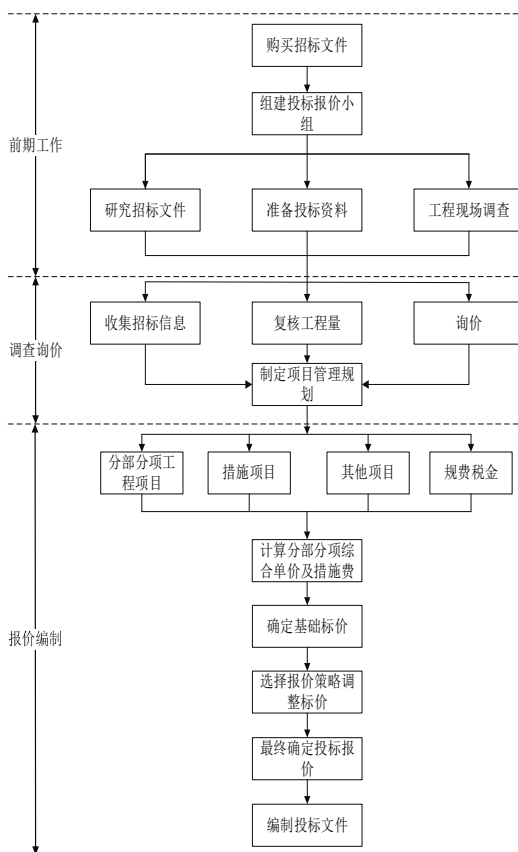 购买招标文件
组建投标报价小
组
前期工作
研究招标文件
准备投标资料
工程现场调查
收集招标信息
复核工程量
询价
调查询价
制定项目管理规
划
分部分项工
程项目
措施项目
其他项目
规费税金
计算分部分项综
合单价及措施费
确定基础标价
报价编制
选择报价策略调
整标价
最终确定投标报
价
编制投标文件